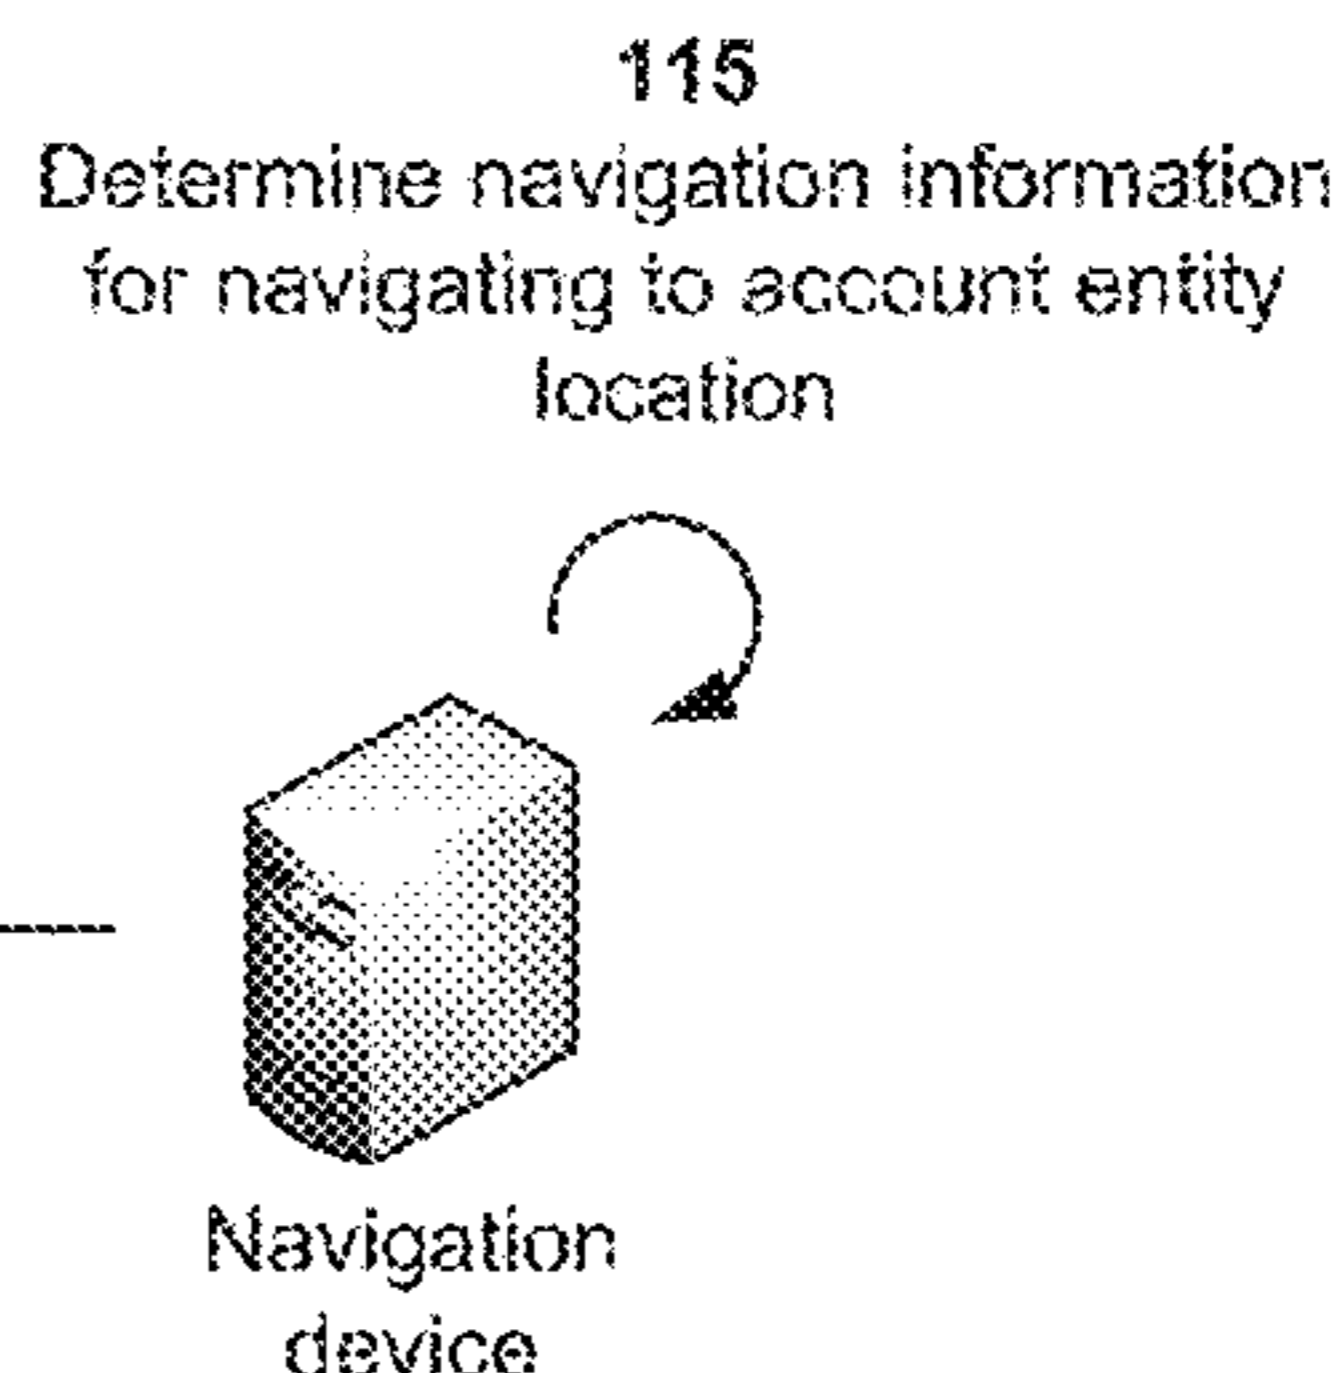 115
Determine navigation information
for navigating to account entity
location
Navigation
device